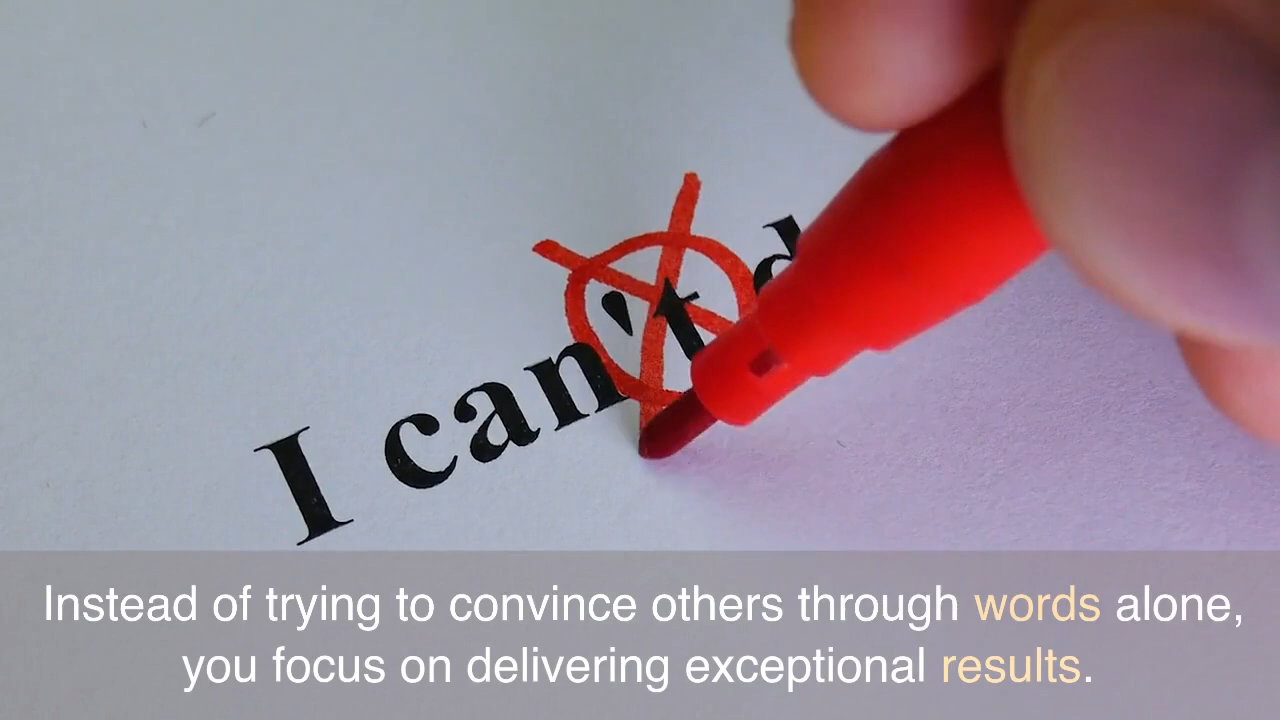 I can't d
Instead of trying to convince others through words alone,
you focus on delivering exceptional results.